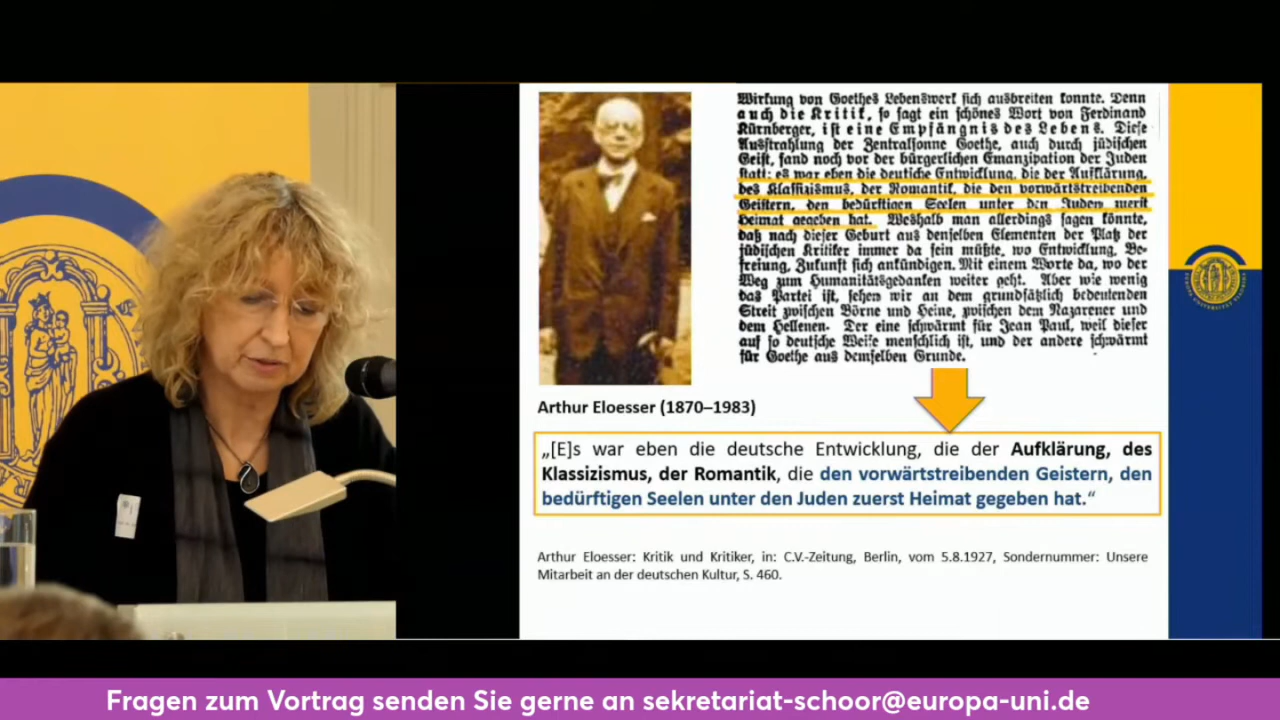 Wirkung von Goethes Lebenswerk sich ausbreiten konnte. Denn
auch die Kritik, so sagt ein schönes Wort von Ferdinand
Kürnberger, ist eine Empfängnis des Lebens. Diese
Ausstrahlung der Zentralsonne Goethe, auch durch jüdischen
Geist, fand noch vor der bürgerlichen Emanzipation der Juden
statt: es war eben die deutsche Entwicklung, die der Aufklärung,
des Klassizismus, der Romantik, die den vorwärtstreibenden
Geistern, den bedürftigen Seelen unter den Juden zuerst
Heimat gegeben hat. Weshalb man allerdings sagen könnte,
daß nach dieser Geburt aus denselben Elementen der Platz der
jüdischen Kritiker immer da sein müßte, wo Entwicklung, Be-
freiung, Zukunft sich ankündigen. Mit einem Worte da, wo der
Weg zum Humanitätsgedanken weiter geht. Aber wie wenig
das Partei ist, sehen wir an dem grundsätzlich bedeutenden
Streit zwischen Börne und Heine, zwischen dem Nazarener und
dem Hellenen. Der eine schwärmt für Jean Paul, weil dieser
auf so deutsche Weise menschlich ist, und der andere schwärmt
für Goethe aus demselben Grunde.
Arthur Eloesser (1870–1983)
„[E]s war eben die deutsche Entwicklung, die der Aufklärung, des
Klassizismus, der Romantik, die den vorwärtstreibenden Geistern, den
bedürftigen Seelen unter den Juden zuerst Heimat gegeben hat.“
Arthur Eloesser: Kritik und Kritiker, in: C.V.-Zeitung, Berlin, vom 5.8.1927, Sondernummer: Unsere
Mitarbeit an der deutschen Kultur, S. 460.
Fragen zum Vortrag senden Sie gerne an sekretariat-schoor@europa-uni.de